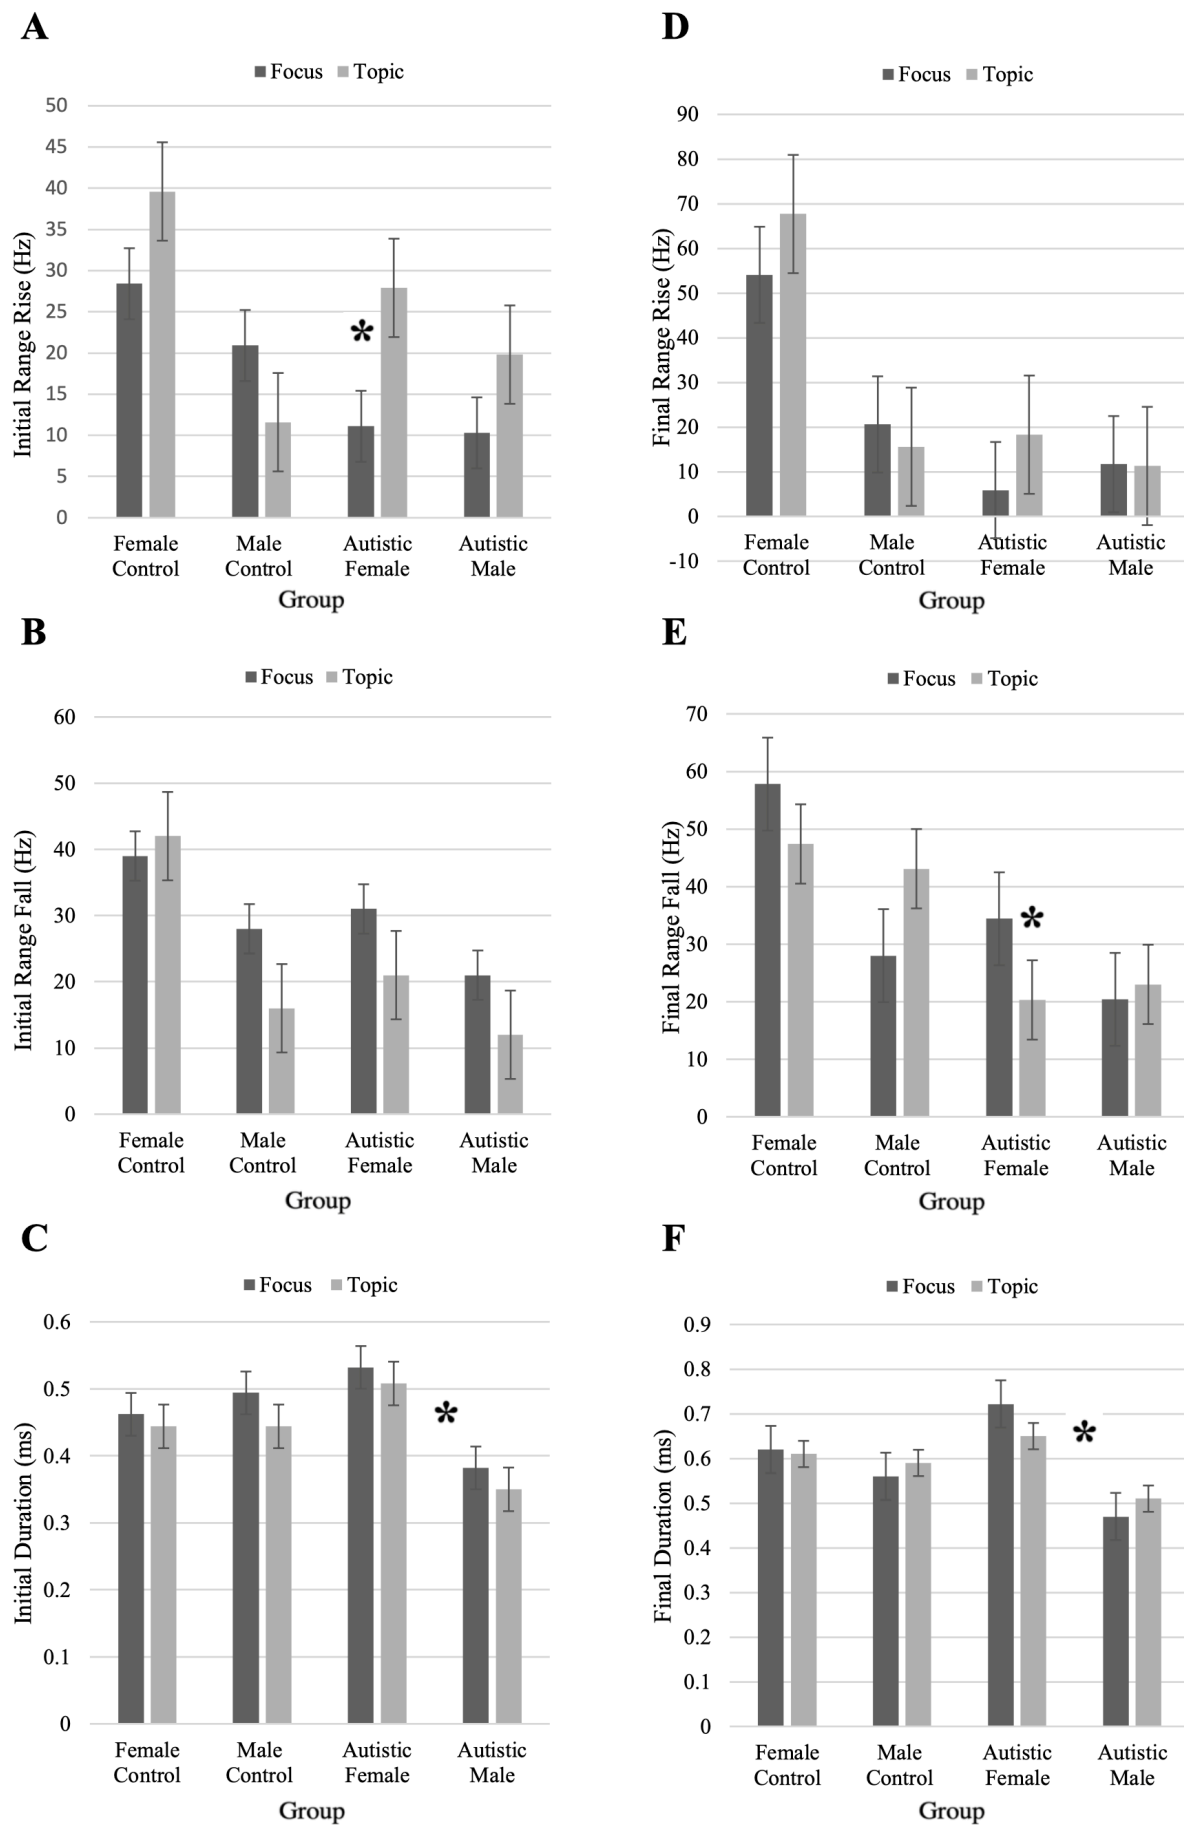 A
Focus Topic
50
45
40
35
30
25
20
15
10
5
0
Initial Range Rise (Hz)
Female Control
Male Control
Autistic Female
Autistic Male
Group
*
D
Focus Topic
90
80
70
60
50
40
30
20
10
0
-10
Final Range Rise (Hz)
Female Control
Male Control
Autistic Female
Autistic Male
Group
B
Focus Topic
60
50
40
30
20
10
0
Initial Range Fall (Hz)
Female Control
Male Control
Autistic Female
Autistic Male
Group
E
Focus Topic
70
60
50
40
30
20
10
0
Final Range Fall (Hz)
*
Female Control
Male Control
Autistic Female
Autistic Male
Group
C
Focus Topic
0.6
0.5
0.4
0.3
0.2
0.1
0
Initial Duration (ms)
*
Female Control
Male Control
Autistic Female
Autistic Male
Group
F
Focus Topic
0.9
0.8
0.7
0.6
0.5
0.4
0.3
0.2
0.1
0
Final Duration (ms)
*
Female Control
Male Control
Autistic Female
Autistic Male
Group